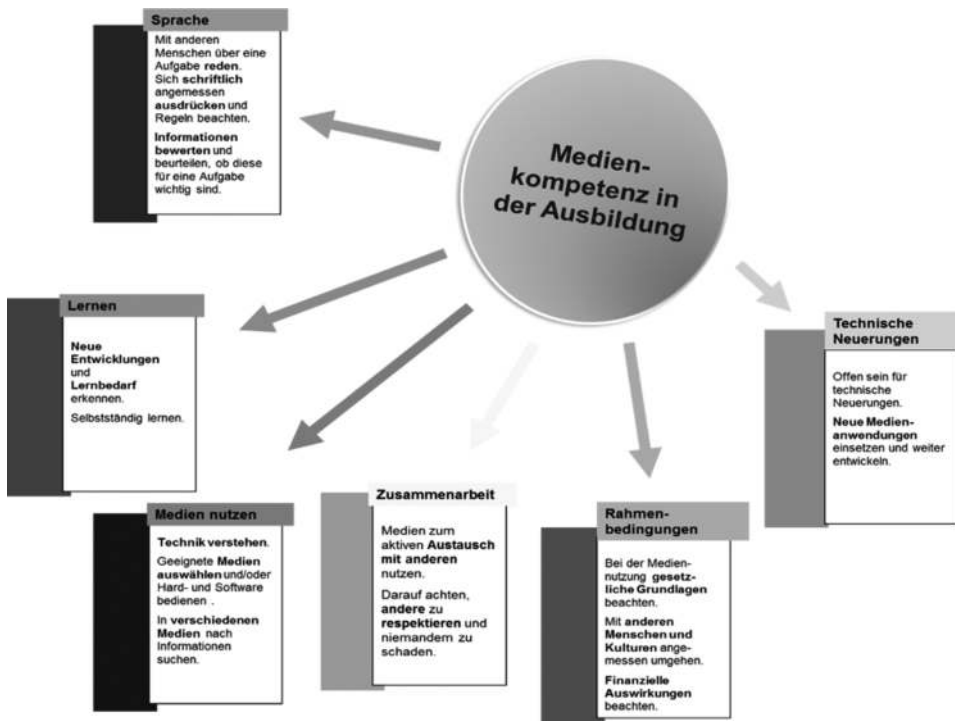 Medien-
kompetenz in
der Ausbildung
Sprache
Mit anderen
Menschen über eine
Aufgabe reden.
Sich schriftlich
angemessen
ausdrücken und
Regeln beachten.
Informationen
bewerten und
beurteilen, ob diese
für eine Aufgabe
wichtig sind.
Lernen
Neue
Entwicklungen
und
Lernbedarf
erkennen.
Selbstständig lernen.
Medien nutzen
Technik verstehen.
Geeignete Medien
auswählen und/oder
Hard- und Software
bedienen .
In verschiedenen
Medien nach
Informationen
suchen.
Zusammenarbeit
Medien zum
aktiven Austausch
mit anderen
nutzen.
Darauf achten,
andere zu
respektieren und
niemandem zu
schaden.
Rahmen-
bedingungen
Bei der Medien-
nutzung gesetz-
liche Grundlagen
beachten.
Mit anderen
Menschen und
Kulturen ange-
messen umgehen.
Finanzielle
Auswirkungen
beachten.
Technische
Neuerungen
Offen sein für
technische
Neuerungen.
Neue Medien-
anwendungen
einsetzen und weiter
entwickeln.